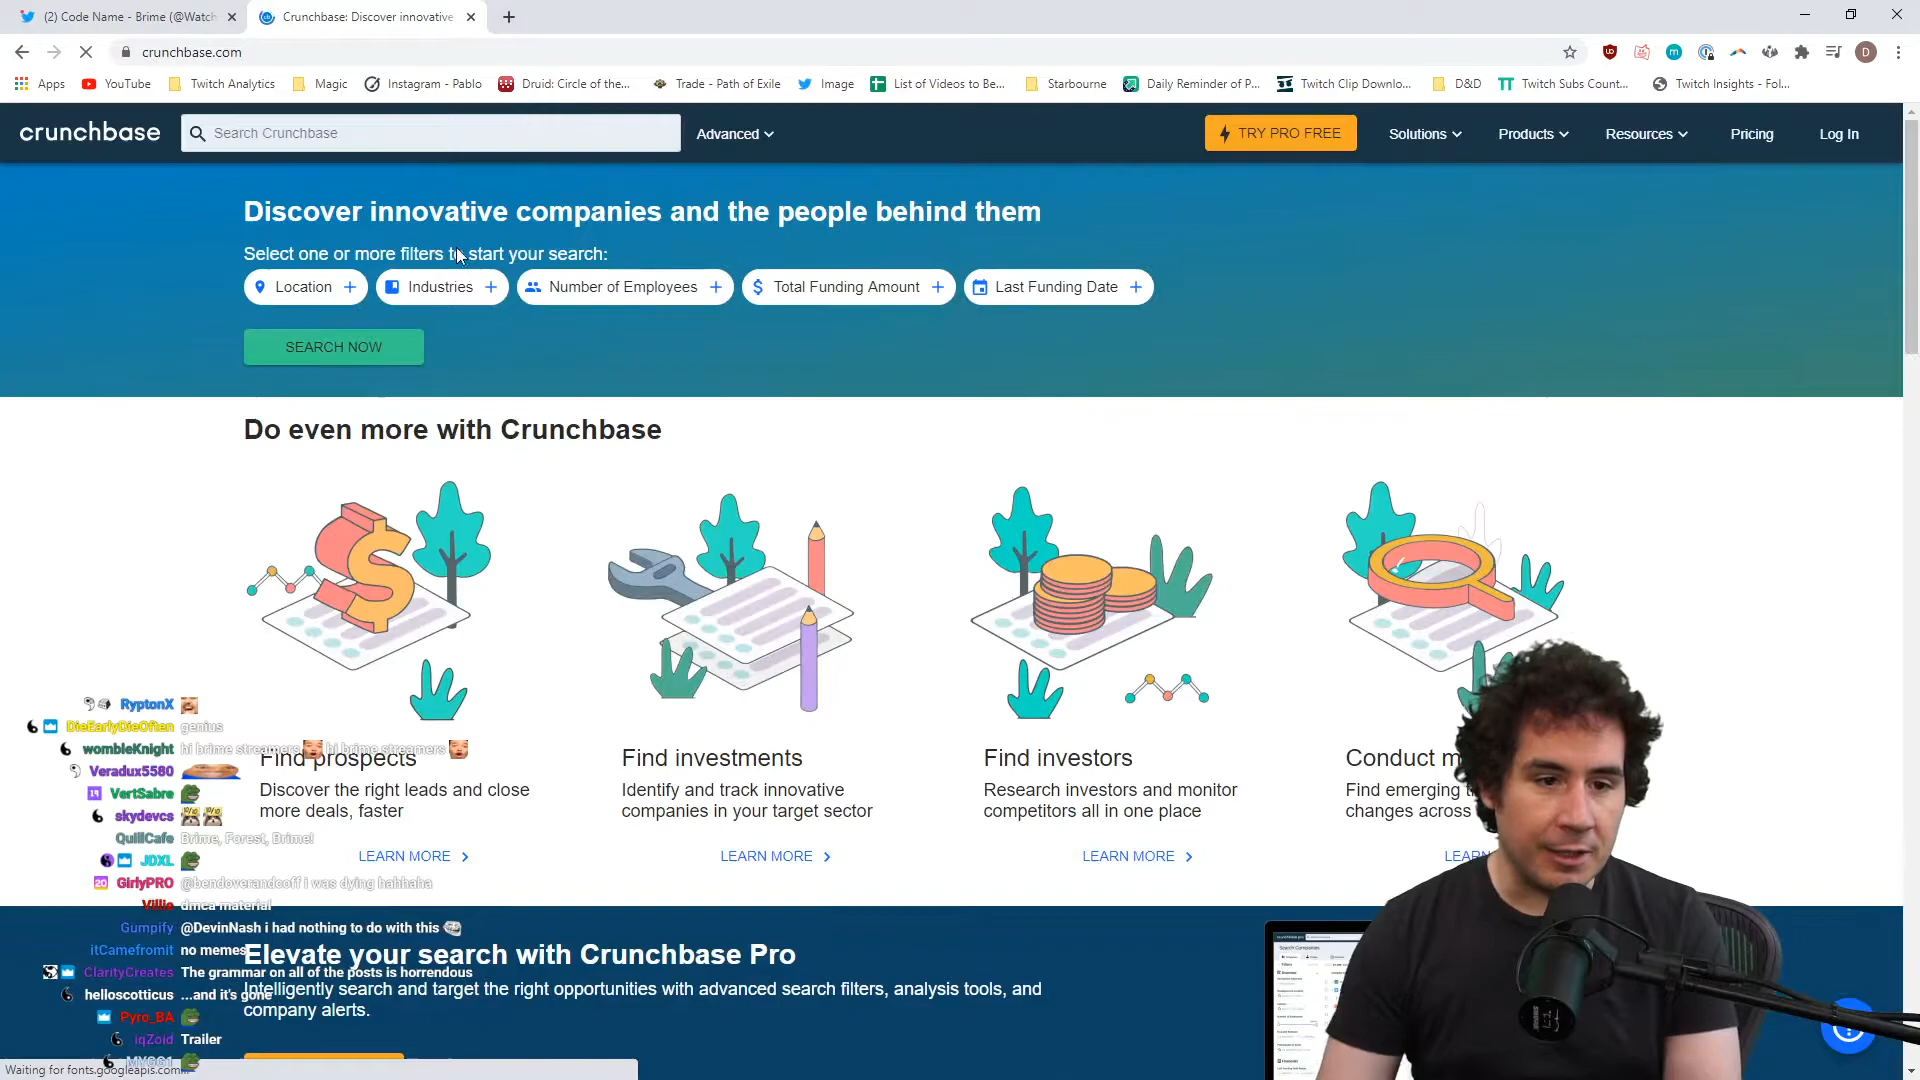 (2) Code Name - Brime (@Watch
Crunchbase: Discover innovative
crunchbase.com
D
Apps
YouTube
Twitch Analytics
Magic
Instagram - Pablo
Druid: Circle of the...
Trade - Path of Exile
Image
List of Videos to Be...
Starbourne
Daily Reminder of P...
Twitch Clip Downlo...
D&D
Twitch Subs Count...
Twitch Insights - Fol...
crunchbase
Search Crunchbase
Advanced
TRY PRO FREE
Solutions
Products
Resources
Pricing
Log In
Discover innovative companies and the people behind them
Select one or more filters to start your search:
Location
Industries
Number of Employees
Total Funding Amount
Last Funding Date
SEARCH NOW
Do even more with Crunchbase
Find prospects
Discover the right leads and close
more deals, faster
LEARN MORE
Find investments
Identify and track innovative
companies in your target sector
LEARN MORE
Find investors
Research investors and monitor
competitors all in one place
LEARN MORE
Conduct m
Find emerging
changes across
LEARN
Elevate your search with Crunchbase Pro
Intelligently search and target the right opportunities with advanced search filters, analysis tools, and
company alerts.
RyptonX
DieEarlyDieOften genius
wombleKnight hi brime streamers hi brime streamers
Veradux5580
VertSabre
skydevcs
QuillCafe Brime, Forest, Brime!
JDXL
GirlyPRO @bendoverandcoff i was dying hahhaha
Villie dmca material
Gumpify @DevinNash i had nothing to do with this
itCamefromit no memes
ClarityCreates The grammar on all of the posts is horrendous
helloscotticus ...and it's gone
Pyro_BA
iqZoid Trailer
Waiting for fonts.googleapis.com...